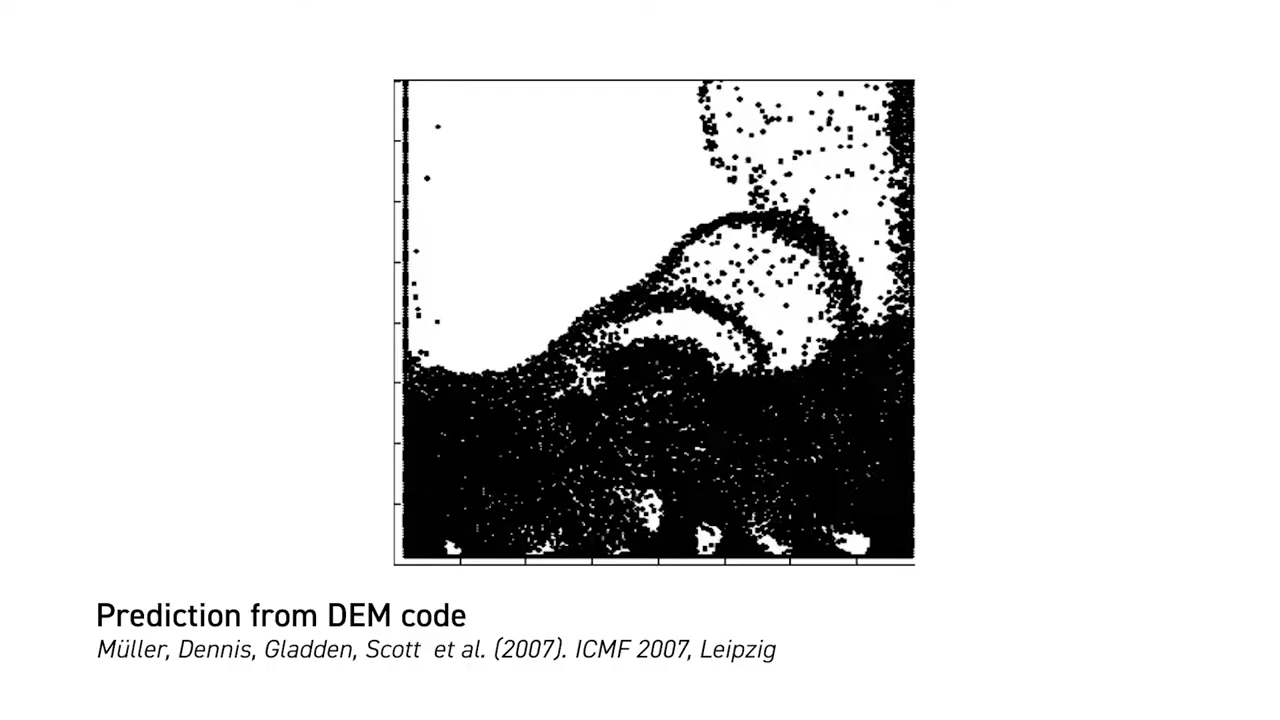 Prediction from DEM code
Müller, Dennis, Gladden, Scott et al. (2007). ICMF 2007, Leipzig